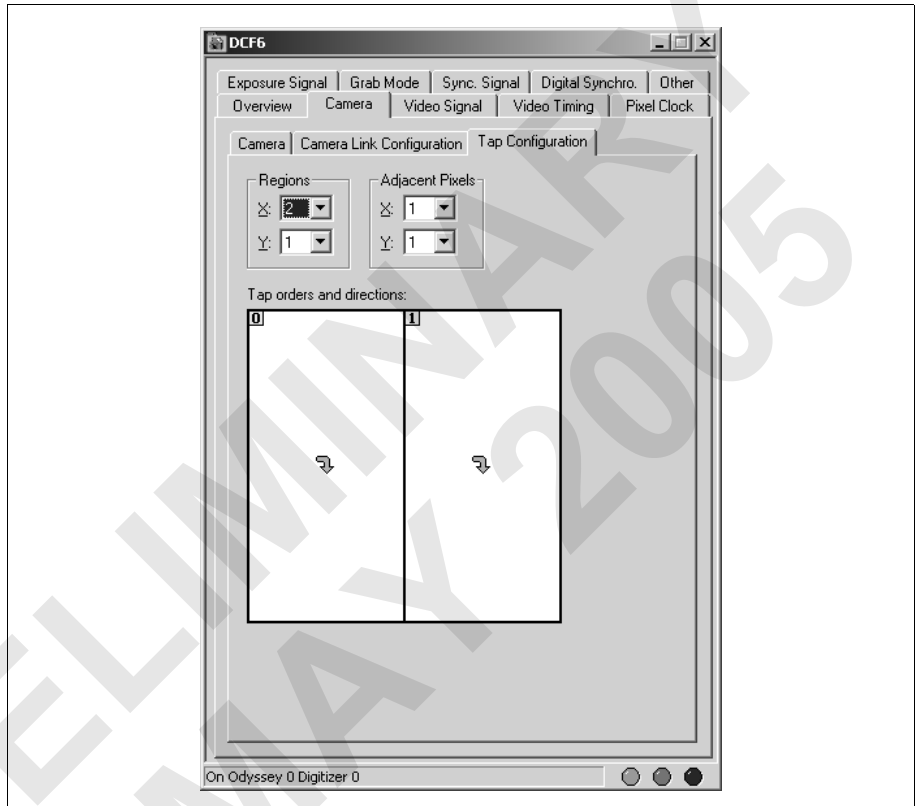 DCF6
Exposure Signal Grab Mode Sync. Signal Digital Synchro. Other
Overview Camera Video Signal Video Timing Pixel Clock
Camera Camera Link Configuration Tap Configuration
Regions Adjacent Pixels
X: 2 X: 1
Y: 1 Y: 1
Tap orders and directions:
0 1
On Odyssey 0 Digitizer 0
ELIMINARY
MAY 2005